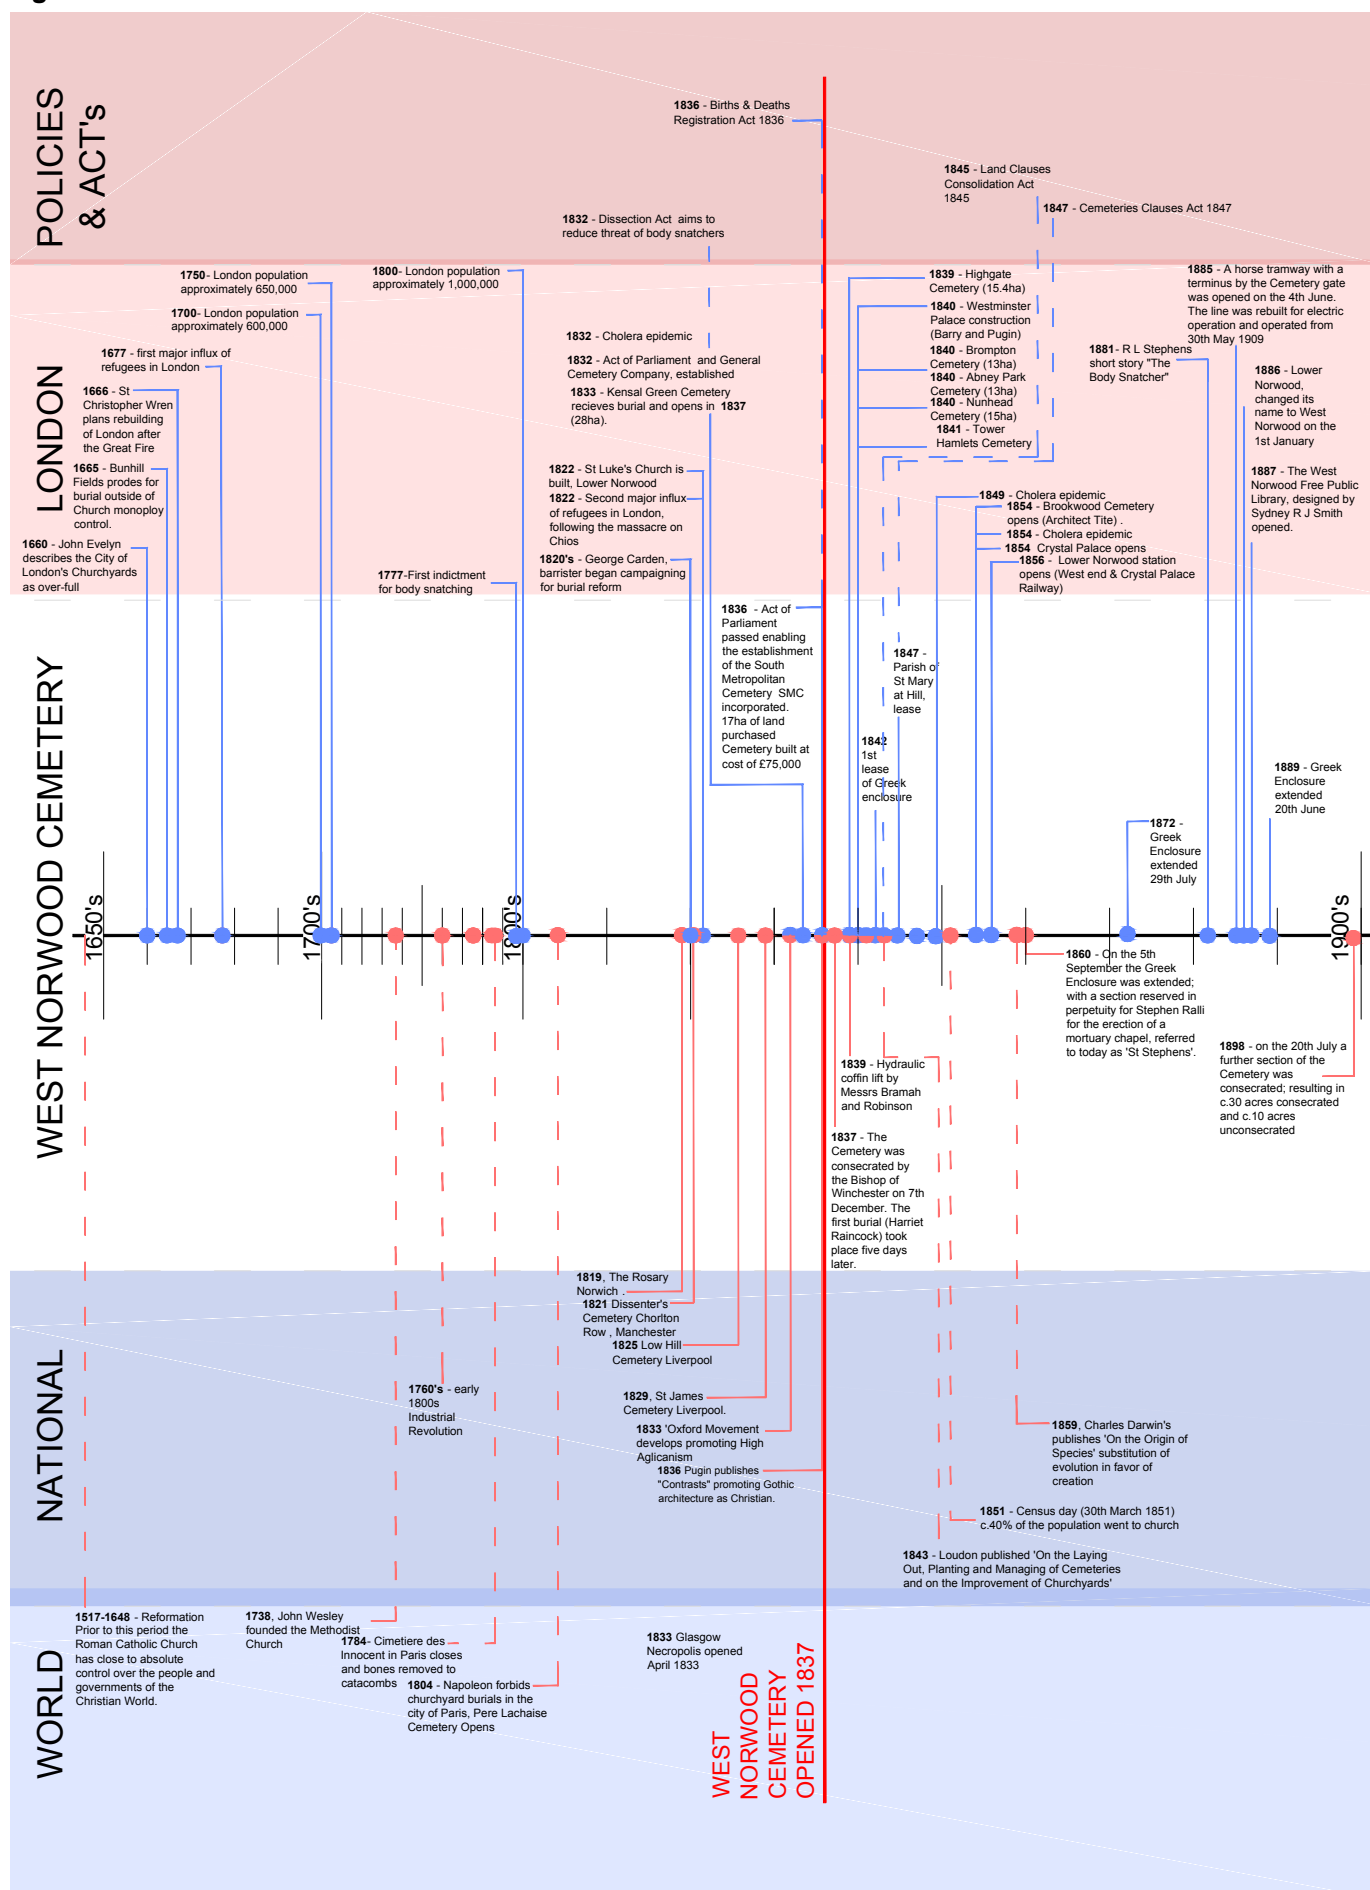 POLICIES
& ACT's
1836 - Births & Deaths
Registration Act 1836
1845 - Land Clauses
Consolidation Act
1845
1847 - Cemeteries Clauses Act 1847
1832 - Dissection Act aims to
reduce threat of body snatchers
LONDON
1750- London population
approximately 650,000
1800- London population
approximately 1,000,000
1700- London population
approximately 600,000
1677 - first major influx of
refugees in London
1666 - St
Christopher Wren
plans rebuilding
of London after
the Great Fire
1665 - Bunhill
Fields prodes for
burial outside of
Church monoploy
control.
1660 - John Evelyn
describes the City of
London's Churchyards
as over-full
1777-First indictment
for body snatching
1832 - Cholera epidemic
1832 - Act of Parliament and General
Cemetery Company, established
1833 - Kensal Green Cemetery
recieves burial and opens in 1837
(28ha).
1822 - St Luke's Church is
built, Lower Norwood
1822 - Second major influx
of refugees in London,
following the massacre on
Chios
1820's - George Carden,
barrister began campaigning
for burial reform
1839 - Highgate
Cemetery (15.4ha)
1840 - Westminster
Palace construction
(Barry and Pugin)
1840 - Brompton
Cemetery (13ha)
1840 - Abney Park
Cemetery (13ha)
1840 - Nunhead
Cemetery (15ha)
1841 - Tower
Hamlets Cemetery
1849 - Cholera epidemic
1854 - Brookwood Cemetery
opens (Architect Tite) .
1854 - Cholera epidemic
1854 Crystal Palace opens
1856 - Lower Norwood station
opens (West end & Crystal Palace
Railway)
1885 - A horse tramway with a
terminus by the Cemetery gate
was opened on the 4th June.
The line was rebuilt for electric
operation and operated from
30th May 1909
1881- R L Stephens
short story "The
Body Snatcher"
1886 - Lower
Norwood,
changed its
name to West
Norwood on the
1st January
1887 - The West
Norwood Free Public
Library, designed by
Sydney R J Smith
opened.
WEST NORWOOD CEMETERY
1836 - Act of
Parliament
passed enabling
the establishment
of the South
Metropolitan
Cemetery SMC
incorporated.
17ha of land
purchased
Cemetery built at
cost of £75,000
1847 -
Parish of
St Mary
at Hill,
lease
1842
1st
lease
of Greek
enclosure
1872 -
Greek
Enclosure
extended
29th July
1889 - Greek
Enclosure
extended
20th June
1650's
1700's
1800's
1900's
1860 - On the 5th
September the Greek
Enclosure was extended;
with a section reserved in
perpetuity for Stephen Ralli
for the erection of a
mortuary chapel, referred
to today as 'St Stephens'.
1898 - on the 20th July a
further section of the
Cemetery was
consecrated; resulting in
c.30 acres consecrated
and c.10 acres
unconsecrated
1839 - Hydraulic
coffin lift by
Messrs Bramah
and Robinson
1837 - The
Cemetery was
consecrated by
the Bishop of
Winchester on 7th
December. The
first burial (Harriet
Raincock) took
place five days
later.
NATIONAL
1819, The Rosary
Norwich .
1821 Dissenter's
Cemetery Chorlton
Row , Manchester
1825 Low Hill
Cemetery Liverpool
1760's - early
1800s
Industrial
Revolution
1829, St James
Cemetery Liverpool.
1833 'Oxford Movement
develops promoting High
Aglicanism
1836 Pugin publishes
"Contrasts" promoting Gothic
architecture as Christian.
1859, Charles Darwin's
publishes 'On the Origin of
Species' substitution of
evolution in favor of
creation
1851 - Census day (30th March 1851)
c.40% of the population went to church
1843 - Loudon published 'On the Laying
Out, Planting and Managing of Cemeteries
and on the Improvement of Churchyards'
WORLD
1517-1648 - Reformation
Prior to this period the
Roman Catholic Church
has close to absolute
control over the people and
governments of the
Christian World.
1738, John Wesley
founded the Methodist
Church
1784- Cimetiere des
Innocent in Paris closes
and bones removed to
catacombs
1804 - Napoleon forbids
churchyard burials in the
city of Paris, Pere Lachaise
Cemetery Opens
1833 Glasgow
Necropolis opened
April 1833
WEST
NORWOOD
CEMETERY
OPENED 1837